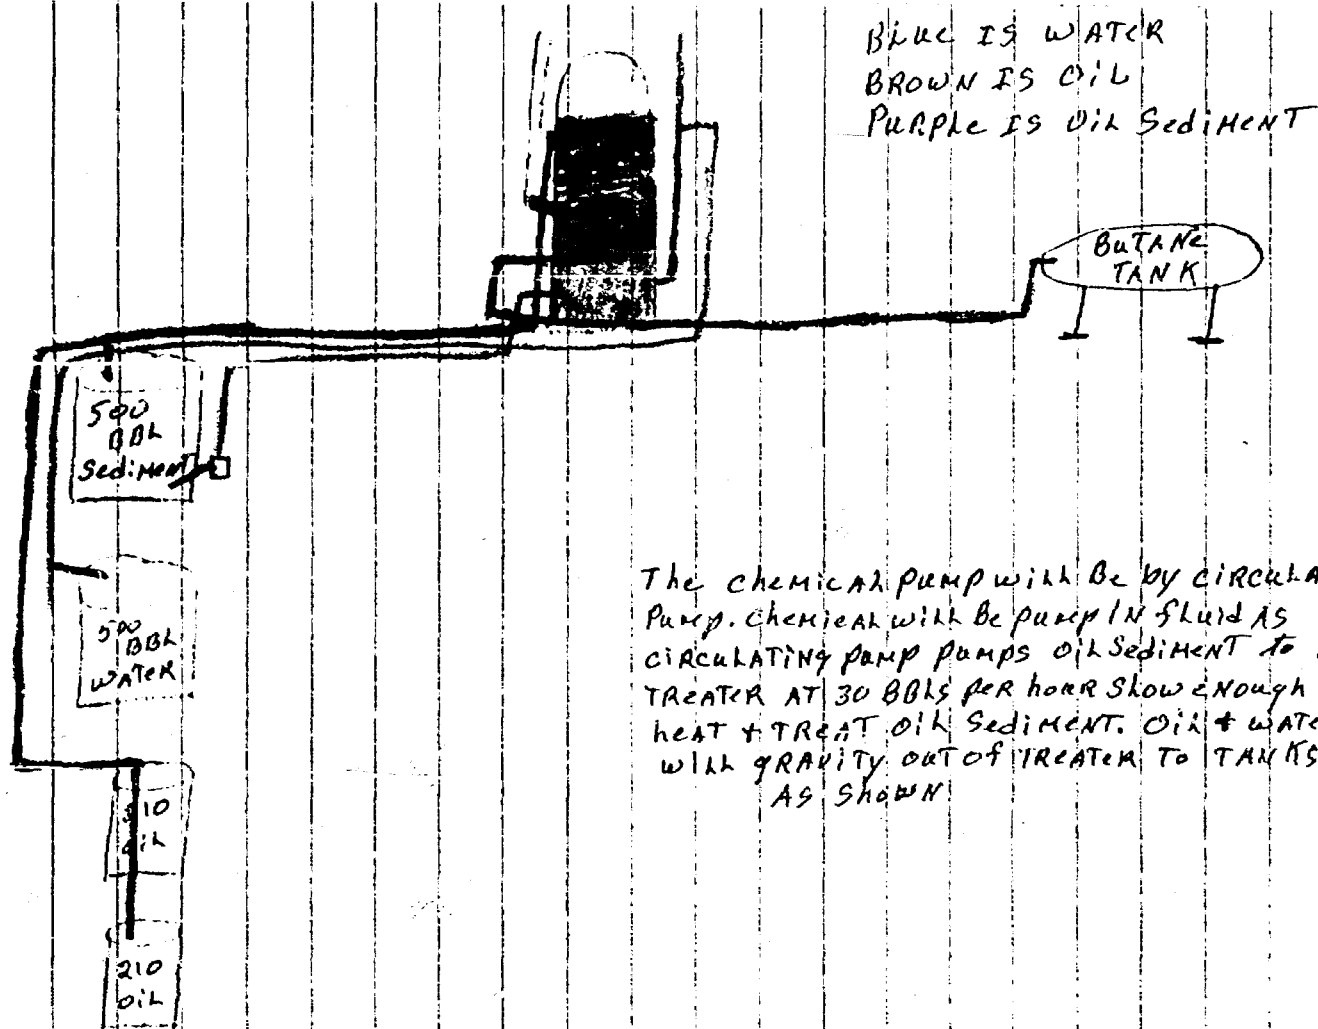 Blue IS WATER
BROWN IS OIL
PURPLE IS OIL SEDIMENT
BUTANE
TANK
500
BBL
Sediment
500
BBL
WATER
The chemical pump will Be by CIRCULA
Pump. Chemical will Be pump IN fluid AS
CIRCULATING pump pumps OIL Sediment to
TREATER AT 30 BBLS per hour Slow enough
heAT + TREAT OIL Sediment. OIL + WATE
will gRAVITY OUT OF TREATER TO TANKS
AS Shown
210
OIL
210
OIL